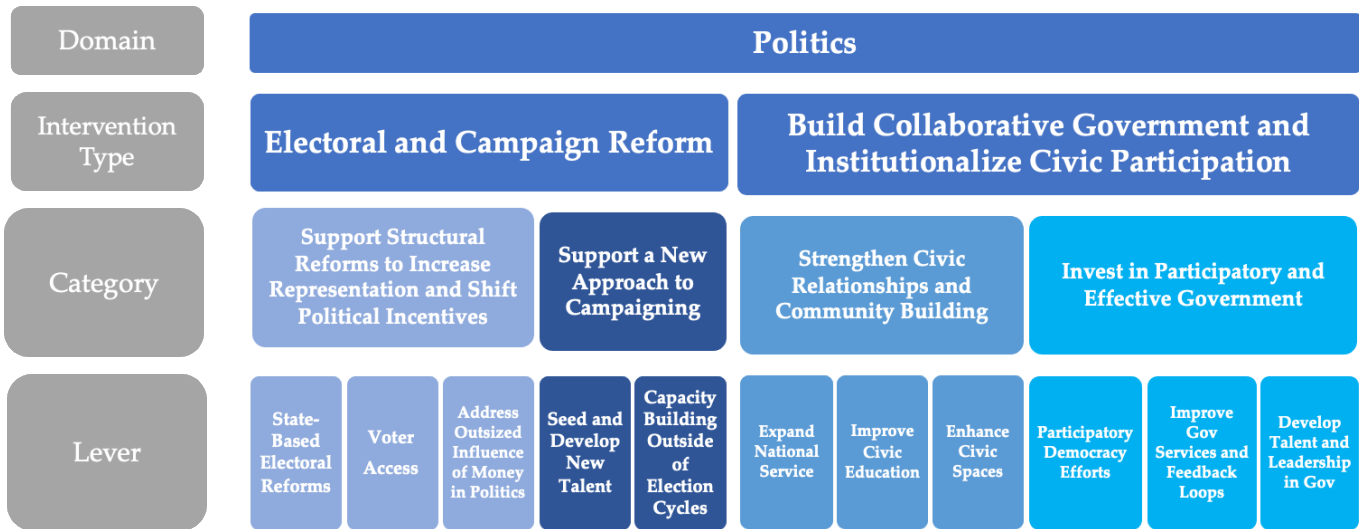 Domain
Politics
Intervention
Type
Electoral and Campaign Reform
Build Collaborative Government and
Institutionalize Civic Participation
Category
Support Structural
Reforms to Increase
Representation and Shift
Political Incentives
Support a New
Approach to
Campaigning
Strengthen Civic
Relationships and
Community Building
Invest in Participatory and
Effective Government
Lever
State-
Based
Electoral
Reforms
Voter
Access
Address
Outsized
Influence
of Money
in Politics
Seed and
Develop
New
Talent
Capacity
Building
Outside
of
Election
Cycles
Expand
National
Service
Improve
Civic
Education
Enhance
Civic
Spaces
Participatory
Democracy
Efforts
Improve
Gov
Services and
Feedback
Loops
Develop
Talent and
Leadership
in Gov